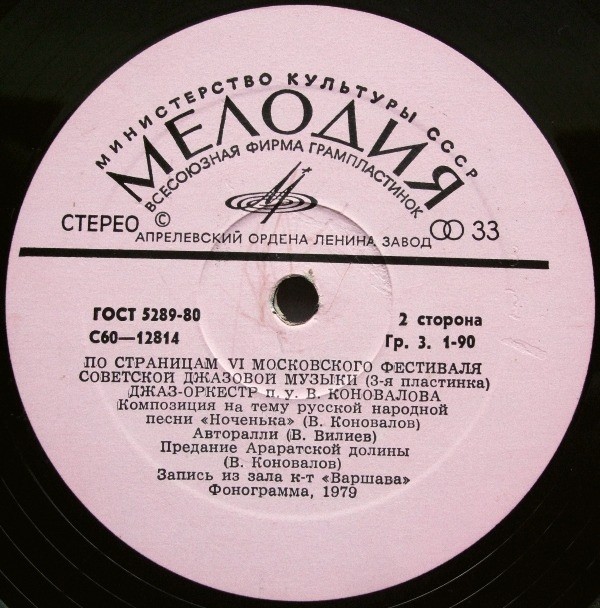 МИНИСТЕРСТВО КУЛЬТУРЫ СССР
МЕЛОДИЯ
ВСЕСОЮЗНАЯ ФИРМА ГРАМПЛАСТИНОК
СТЕРЕО © 33
АПРЕЛЕВСКИЙ ОРДЕНА ЛЕНИНА ЗАВОД
ГОСТ 5289-80 2 сторона
С60—12814 Гр. 3. 1-90
ПО СТРАНИЦАМ VI МОСКОВСКОГО ФЕСТИВАЛЯ
СОВЕТСКОЙ ДЖАЗОВОЙ МУЗЫКИ (3-я пластинка)
ДЖАЗ-ОРКЕСТР П. У. В. КОНОВАЛОВА
Композиция на тему русской народной
песни «Ноченька» (В. Коновалов)
Авторалли (В. Вилиев)
Предание Араратской долины
(В. Коновалов)
Запись из зала к-т «Варшава»
Фонограмма, 1979